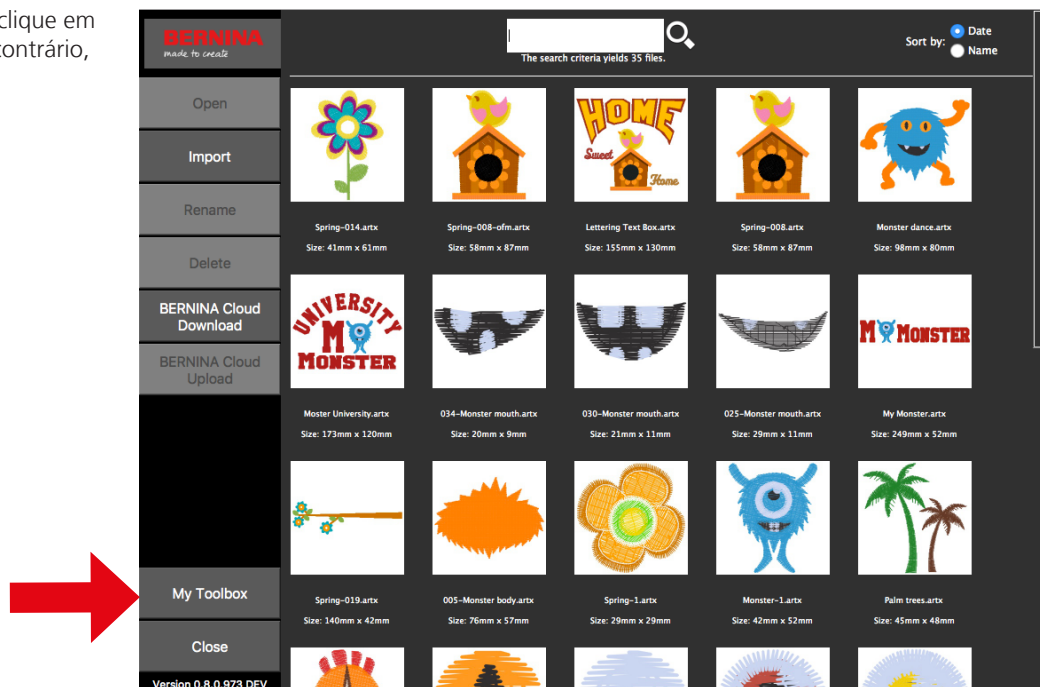 clique em
contrário,
BERNINA
made to create
The search criteria yields 35 files.
Sort by:
Date
Name
Open
Import
Rename
Delete
BERNINA Cloud
Download
BERNINA Cloud
Upload
My Toolbox
Close
Version 0.8.0.973 DEV
HOME
Sweet
Home
Spring-014.artx
Size: 41mm x 61mm
Spring-008-ofm.artx
Size: 58mm x 87mm
Lettering Text Box.artx
Size: 155mm x 130mm
Spring-008.artx
Size: 58mm x 87mm
Monster dance.artx
Size: 98mm x 80mm
UNIVERSITY
M
MONSTER
M MONSTER
Moster University.artx
Size: 173mm x 120mm
034-Monster mouth.artx
Size: 20mm x 9mm
030-Monster mouth.artx
Size: 21mm x 11mm
025-Monster mouth.artx
Size: 29mm x 11mm
My Monster.artx
Size: 249mm x 52mm
Spring-019.artx
Size: 140mm x 42mm
005-Monster body.artx
Size: 76mm x 57mm
Spring-1.artx
Size: 29mm x 29mm
Monster-1.artx
Size: 42mm x 52mm
Palm trees.artx
Size: 45mm x 48mm